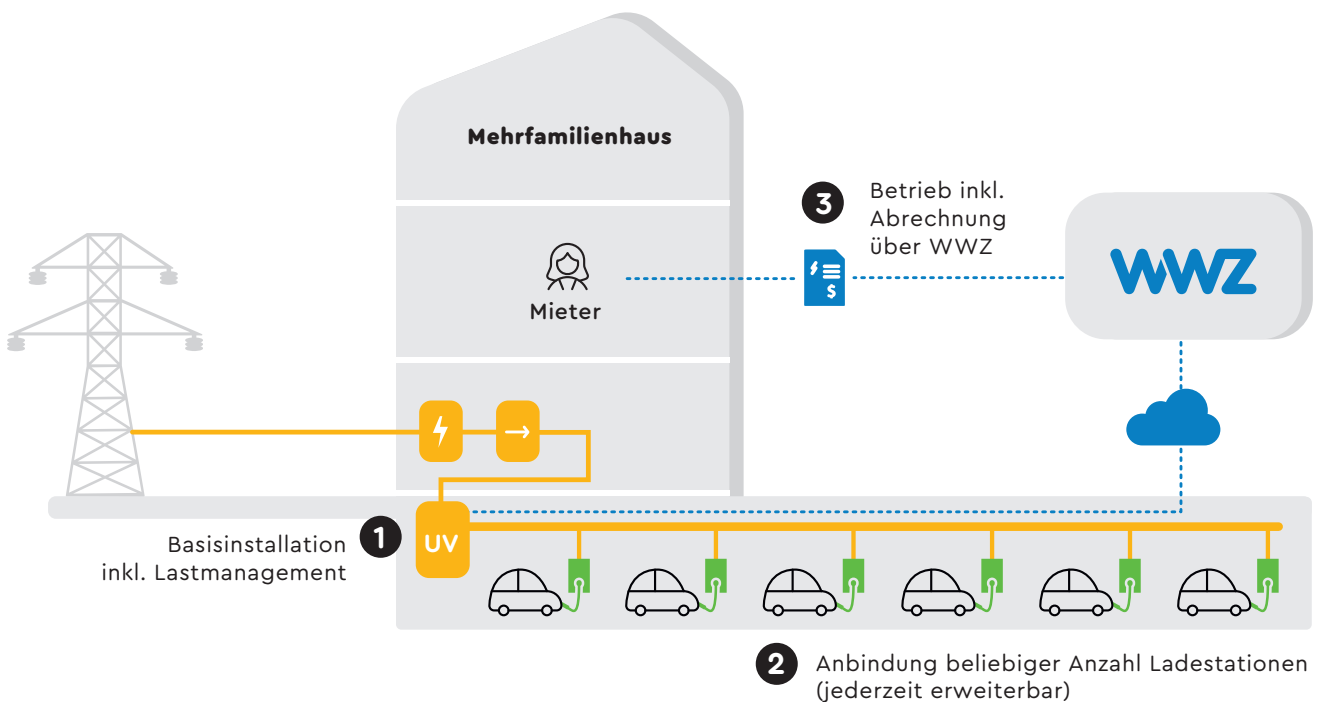 Mehrfamilienhaus
3
Betrieb inkl.
Abrechnung
über WWZ
$
WWZ
Mieter
1
Basisinstallation
inkl. Lastmanagement
UV
2
Anbindung beliebiger Anzahl Ladestationen
(jederzeit erweiterbar)